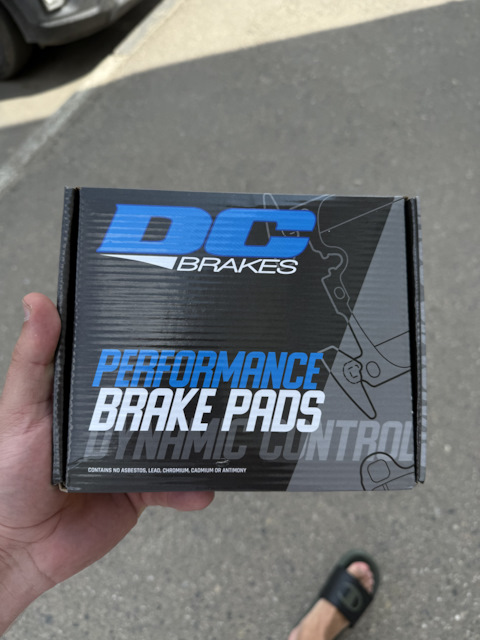 DC
BRAKES
PERFORMANCE
BRAKE PADS
DYNAMIC CONTROL
CONTAINS NO ASBESTOS, LEAD, CHROMIUM, CADMIUM OR ANTIMONY